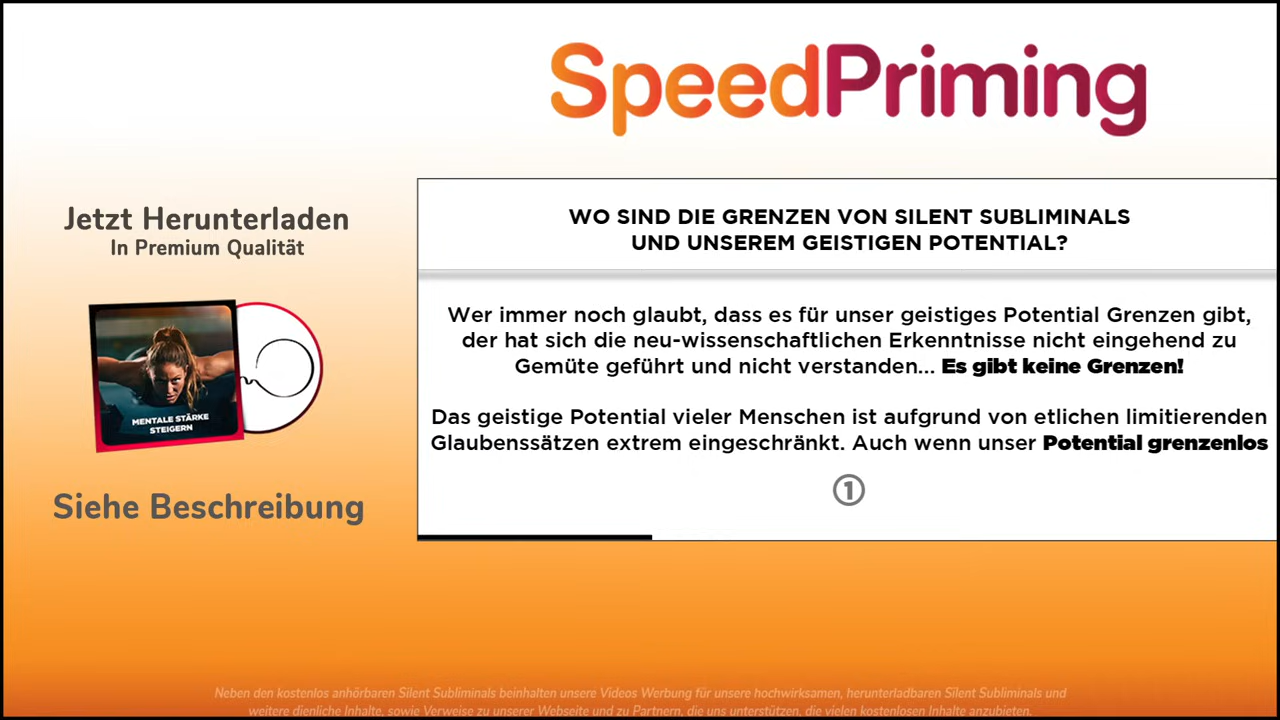 SpeedPriming
Jetzt Herunterladen
In Premium Qualität
MENTALE STÄRKE
STEIGERN
Siehe Beschreibung
WO SIND DIE GRENZEN VON SILENT SUBLIMINALS
UND UNSEREM GEISTIGEN POTENTIAL?
Wer immer noch glaubt, dass es für unser geistiges Potential Grenzen gibt,
der hat sich die neu-wissenschaftlichen Erkenntnisse nicht eingehend zu
Gemüte geführt und nicht verstanden... Es gibt keine Grenzen!
Das geistige Potential vieler Menschen ist aufgrund von etlichen limitierenden
Glaubenssätzen extrem eingeschränkt. Auch wenn unser Potential grenzenlos
①
Neben den kostenlos anhörbaren Silent Subliminals beinhalten unsere Videos Werbung für unsere hochwirksamen, herunterladbaren Silent Subliminals und
weitere dienliche Inhalte, sowie Verweise zu unserer Webseite und zu Partnern, die uns unterstützen, die vielen kostenlosen Inhalte anzubieten.